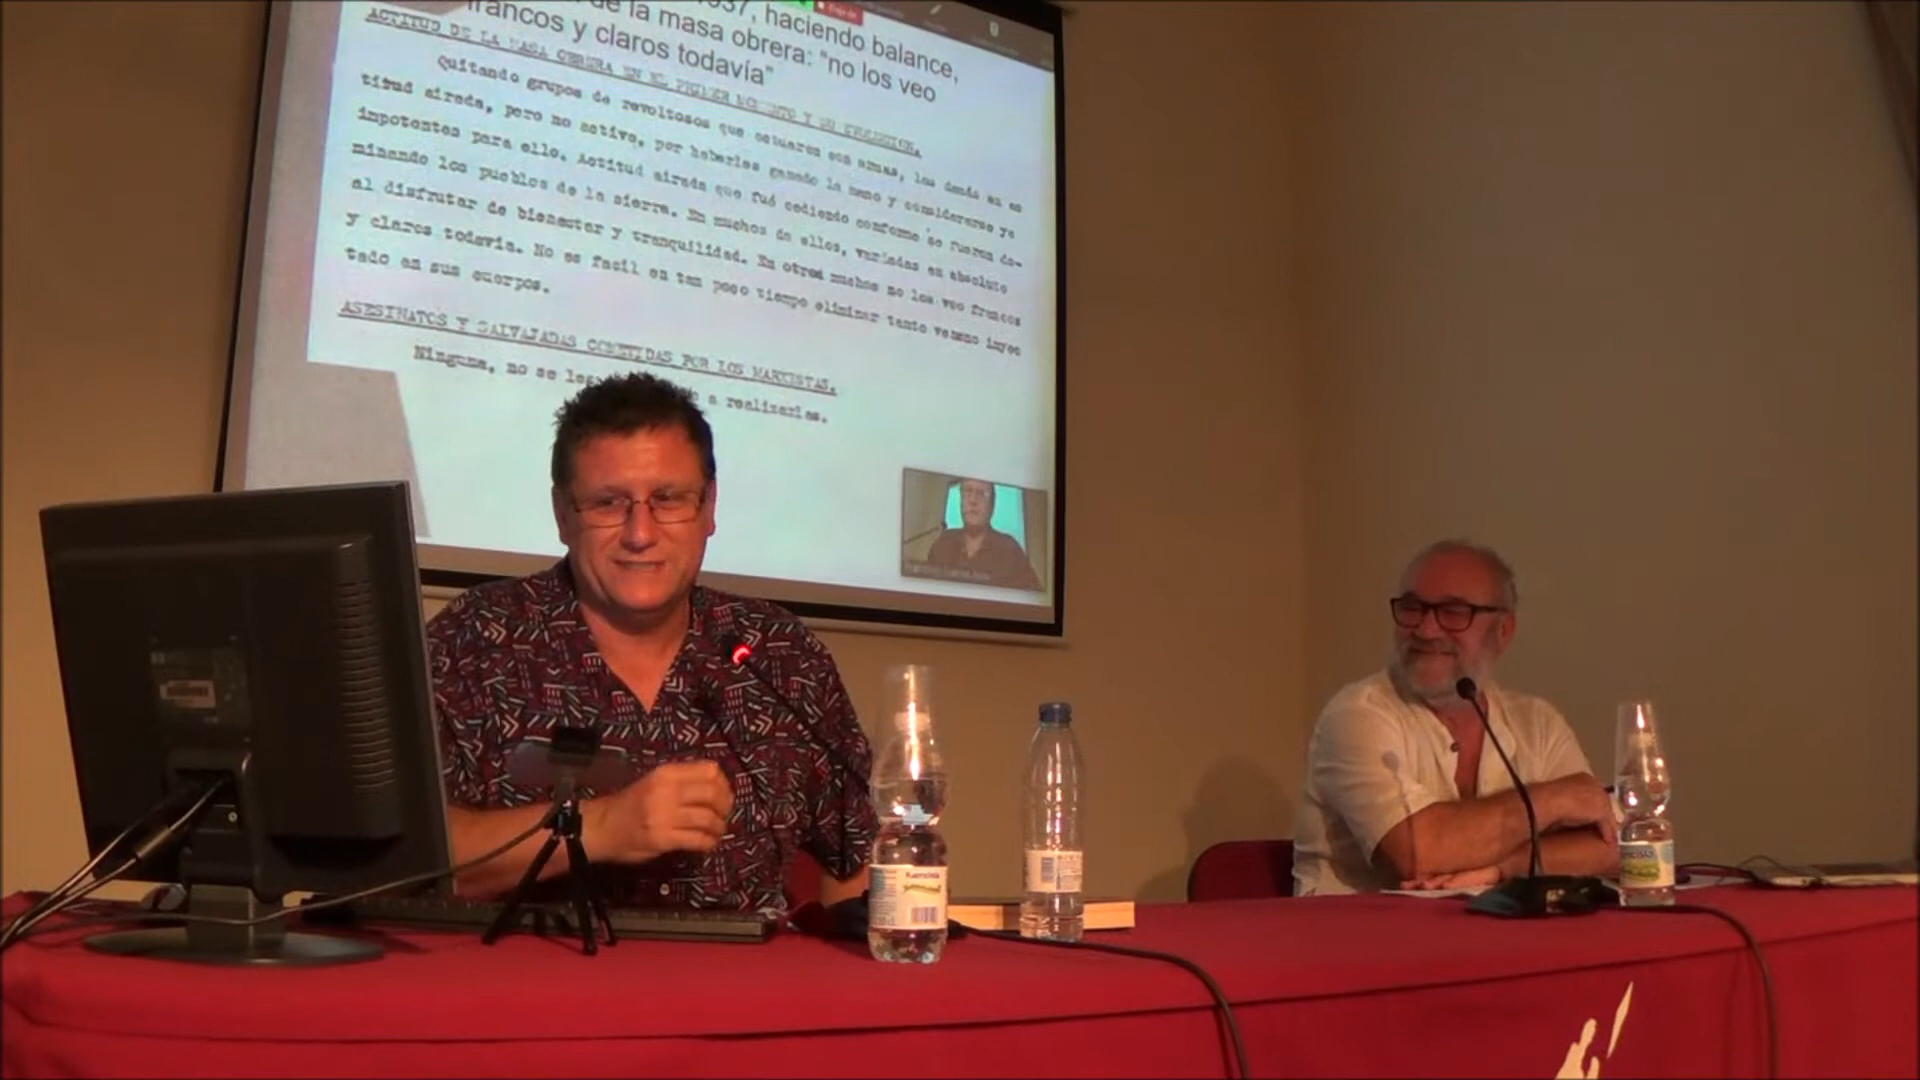 937, haciendo balance,
de la masa obrera: "no los veo
francos y claros todavía"
ACTITUD DE LA MASA OBRERA EN EL PRIMER MOMENTO Y SU EVOLUCION.
Quitando grupos de revoltosos que actuaron con armas, los demás en ac
titud airada, pero no activa, por haberles ganado la mano y considerarse ya
impotentes para ello. Actitud airada que fué cediendo conforme se fueron do-
minando los pueblos de la sierra. En muchos de ellos, variadas en absoluto
al disfrutar de bienestar y tranquilidad. En otros muchos no los veo francos
y claros todavia. No es facil en tan poco tiempo eliminar tanto veneno inyec
tado en sus cuerpos.
ASESINATOS Y SALVAJADAS COMETIDAS POR LOS MARXISTAS.
Ninguna, no se les a realizarlas.